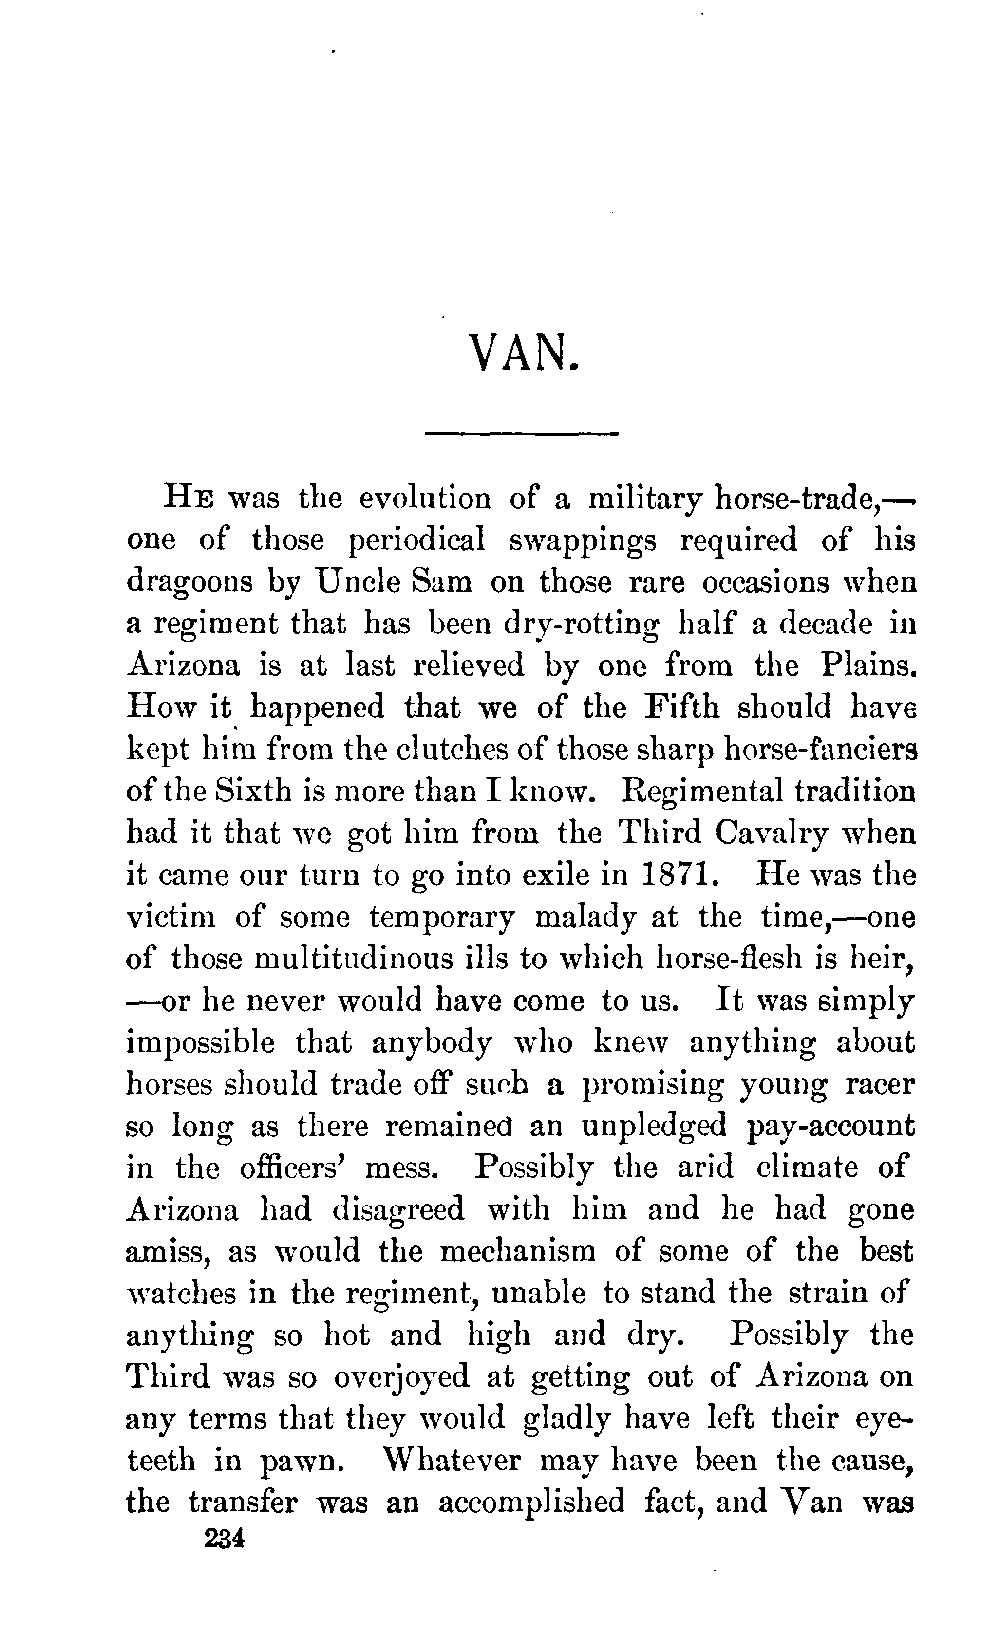 VAN.
HE was the evolution of a military horse-trade,—
one of those periodical swappings required of his
dragoons by Uncle Sam on those rare occasions when
a regiment that has been dry-rotting half a decade in
Arizona is at last relieved by one from the Plains.
How it happened that we of the Fifth should have
kept him from the clutches of those sharp horse-fanciers
of the Sixth is more than I know. Regimental tradition
had it that we got him from the Third Cavalry when
it came our turn to go into exile in 1871. He was the
victim of some temporary malady at the time,—one
of those multitudinous ills to which horse-flesh is heir,
—or he never would have come to us. It was simply
impossible that anybody who knew anything about
horses should trade off such a promising young racer
so long as there remained an unpledged pay-account
in the officers’ mess. Possibly the arid climate of
Arizona had disagreed with him and he had gone
amiss, as would the mechanism of some of the best
watches in the regiment, unable to stand the strain of
anything so hot and high and dry. Possibly the
Third was so overjoyed at getting out of Arizona on
any terms that they would gladly have left their eye-
teeth in pawn. Whatever may have been the cause,
the transfer was an accomplished fact, and Van was
234